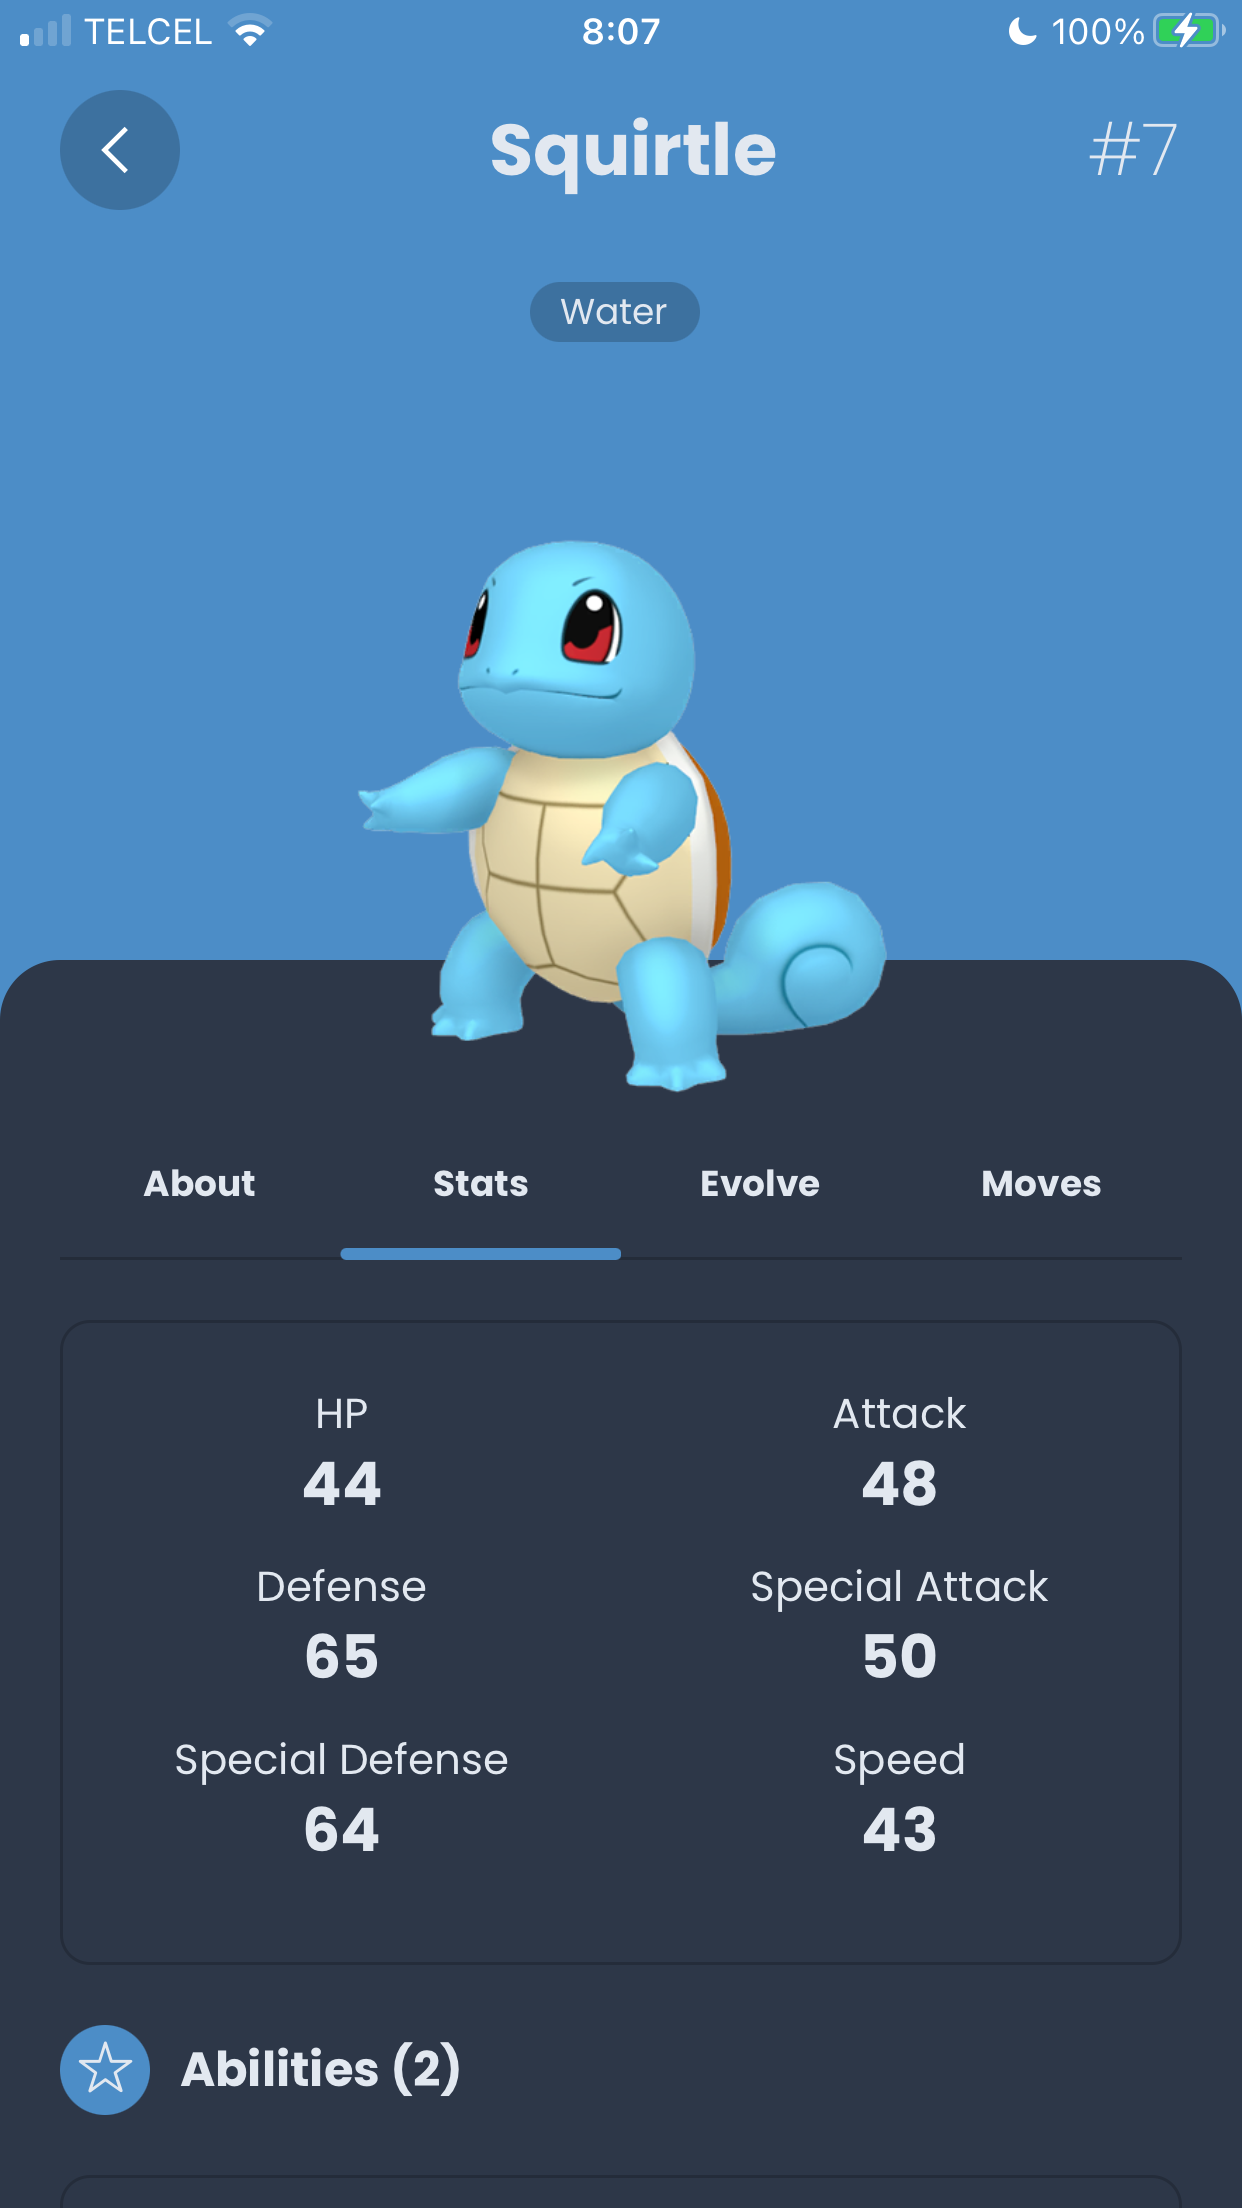 TELCEL 8:07 100%
Squirtle #7
Water
About Stats Evolve Moves
HP Attack
44 48
Defense Special Attack
65 50
Special Defense Speed
64 43
Abilities (2)